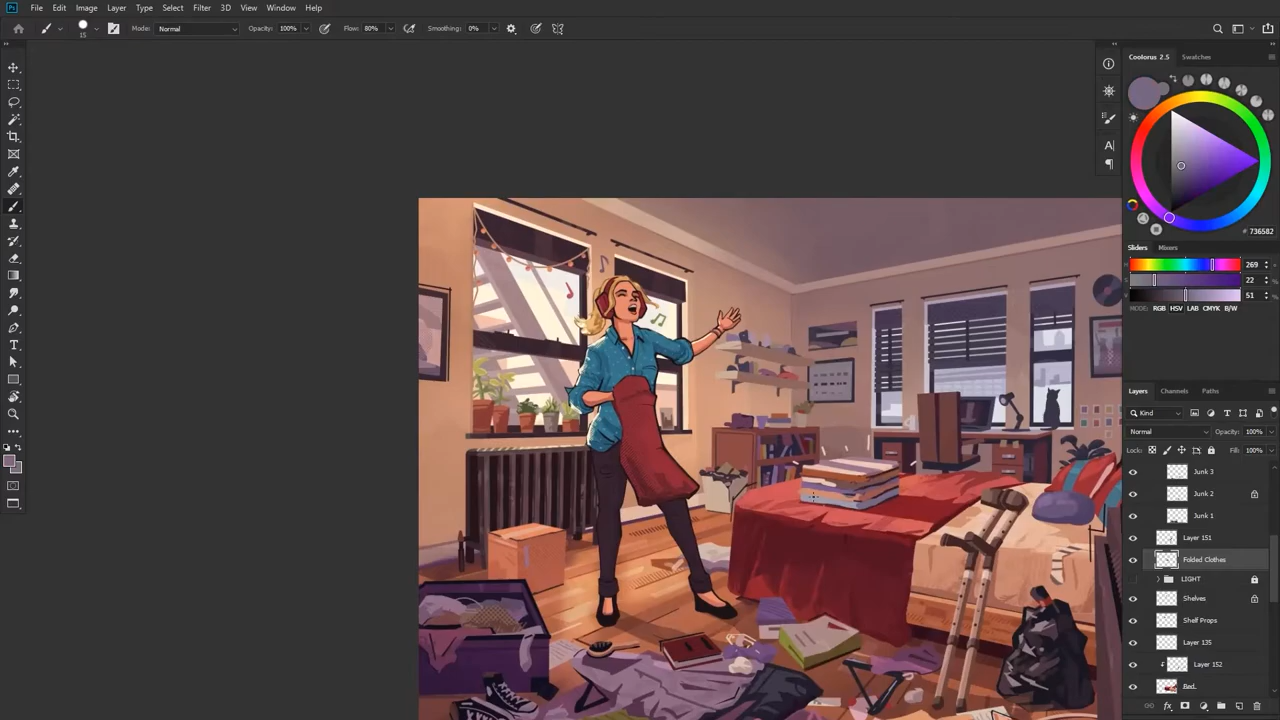 Ps File Edit Image Layer Type Select Filter 3D View Window Help
15 Mode: Normal Opacity: 100% Flow: 80% Smoothing: 0%
Coolorus 2.5 Swatches
# 736582
Sliders Mixers
H 269
S 22
V 51
MODE: RGB HSV LAB CMYK B/W
Layers Channels Paths
Kind
Normal Opacity: 100%
Lock: Fill: 100%
Junk 3
Junk 2
Junk 1
Layer 151
Folded Clothes
LIGHT
Shelves
Shelf Props
Layer 135
Layer 152
Bed.
fx